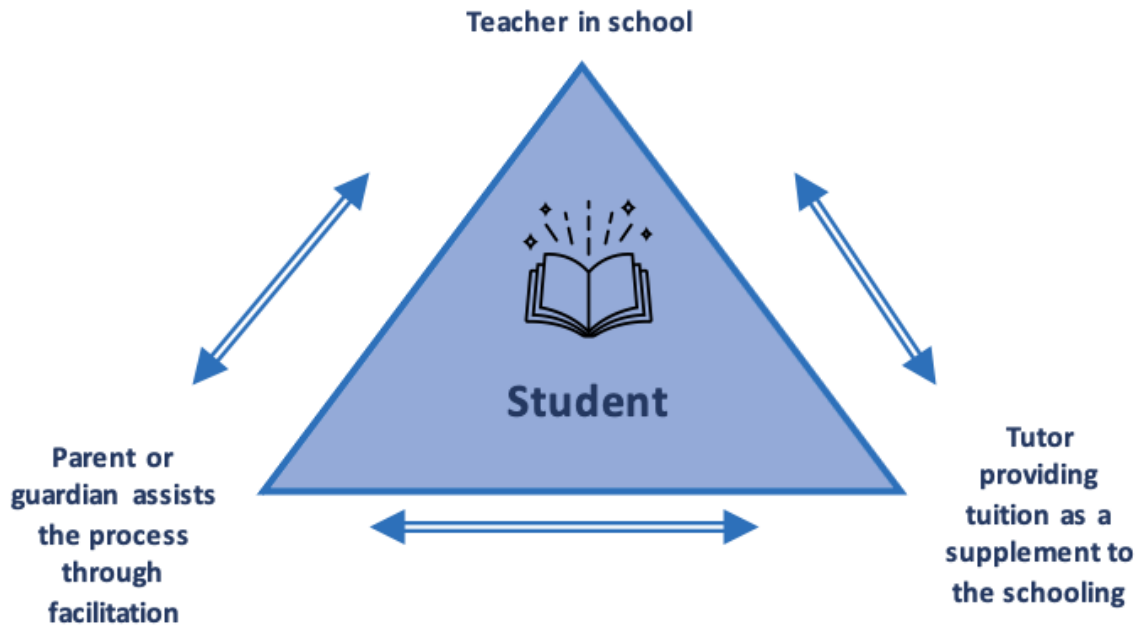 Teacher in school
Student
Parent or
guardian assists
the process
through
facilitation
Tutor
providing
tuition as a
supplement to
the schooling